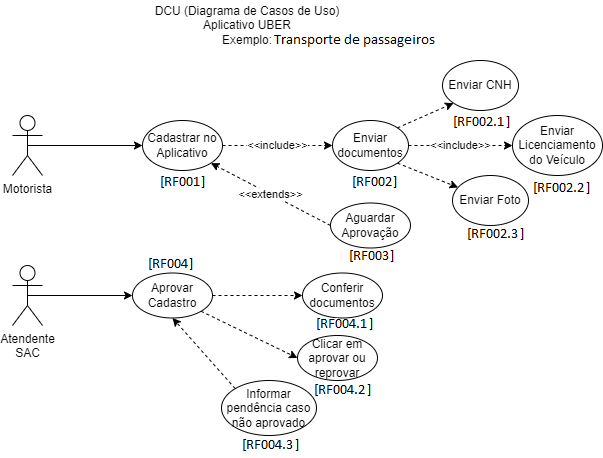 DCU (Diagrama de Casos de Uso)
Aplicativo UBER
Exemplo: Transporte de passageiros
Enviar CNH
[RF002.1]
Motorista
Cadastrar no
Aplicativo
[RF001]
<<include>>
Enviar
documentos
[RF002]
<<include>>
Enviar
Licenciamento
do Veículo
[RF002.2]
Enviar Foto
[RF002.3]
<<extends>>
Aguardar
Aprovação
[RF003]
[RF004]
Aprovar
Cadastro
Atendente
SAC
Conferir
documentos
[RF004.1]
Clicar em
aprovar ou
reprovar
[RF004.2]
Informar
pendência caso
não aprovado
[RF004.3]